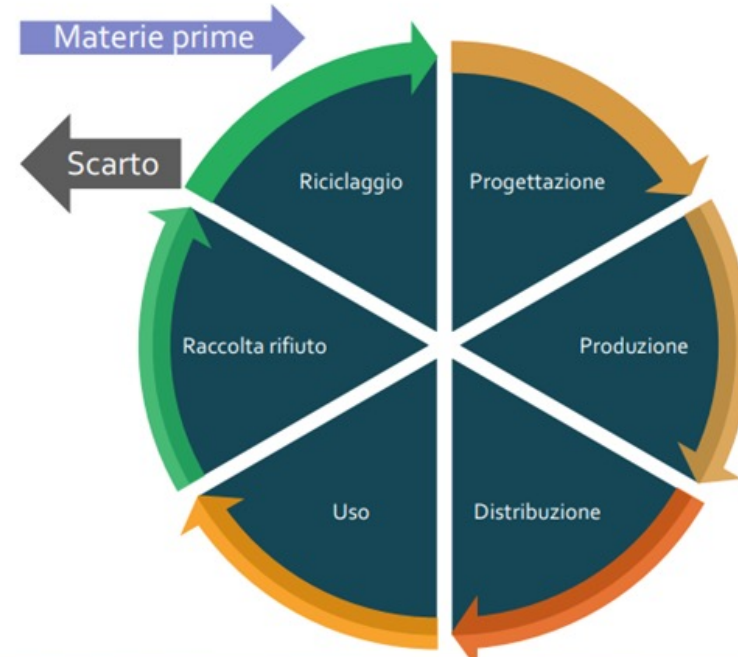 Materie prime
Scarto
Riciclaggio
Progettazione
Raccolta rifiuto
Produzione
Uso
Distribuzione